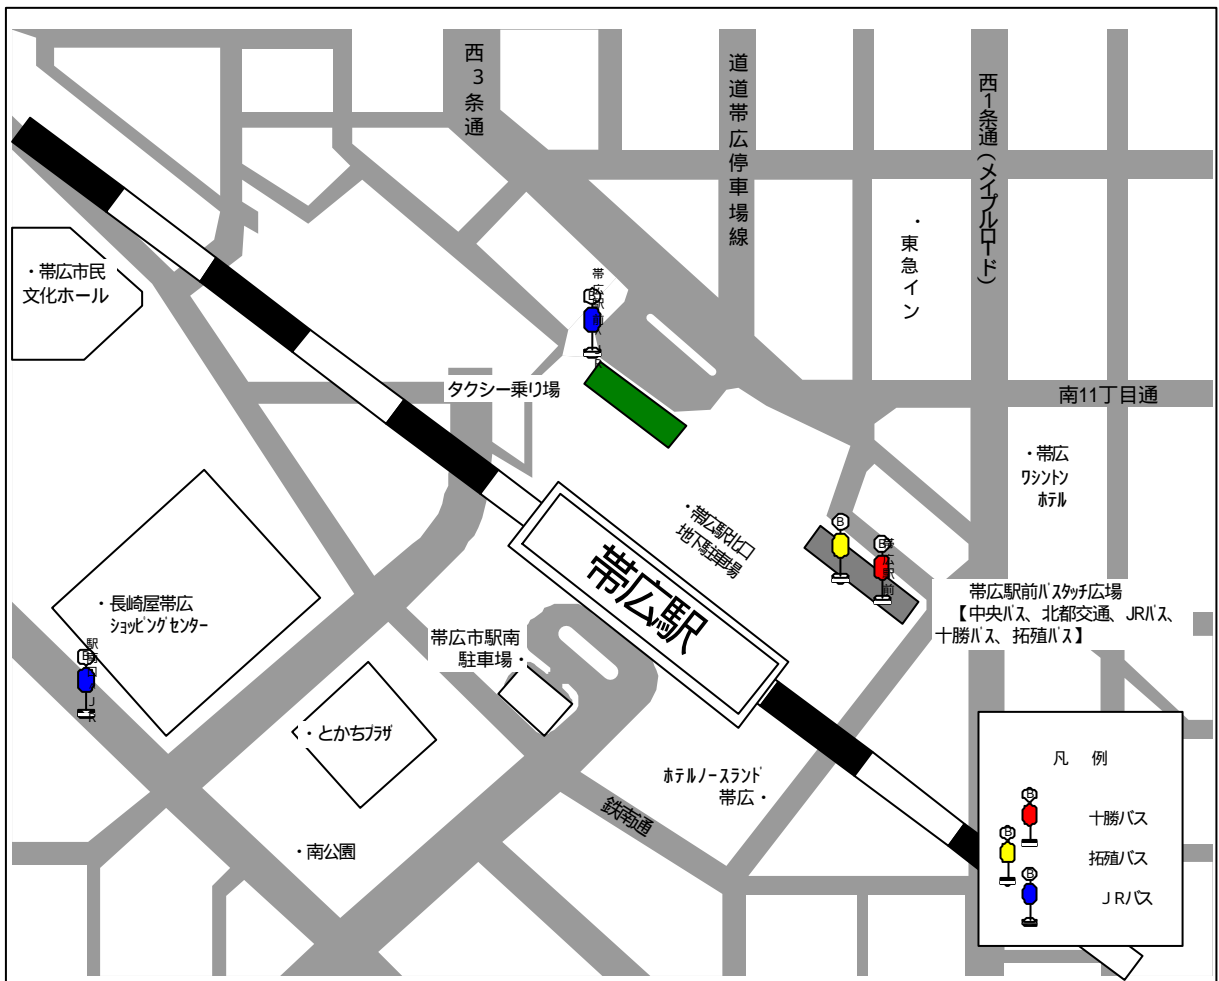 西3条通
道道帯広停車場線
西1条通(メイプルロード)
・東急イン
・帯広市民
文化ホール
帯広駅前
B
タクシー乗り場
南11丁目通
・帯広
ワシントン
ホテル
・帯広駅北口
地下駐車場
B
B
帯広駅前
帯広駅
帯広駅前バスタッチ広場
【中央バス、北都交通、JRバス、
十勝バス、拓殖バス】
・長崎屋帯広
ショッピングセンター
帯広市駅南
駐車場・
B
・とかちプラザ
ホテルノースランド
帯広・
鉄南通
・南公園
凡 例
B
十勝バス
B
拓殖バス
B
JRバス